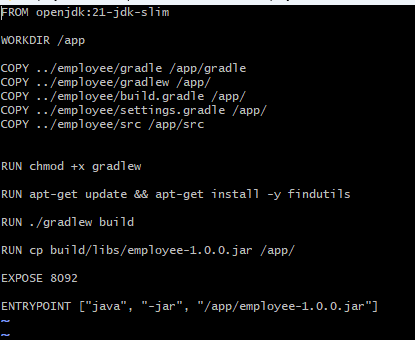 FROM openjdk:21-jdk-slim
WORKDIR /app
COPY ../employee/gradle /app/gradle
COPY ../employee/gradlew /app/
COPY ../employee/build.gradle /app/
COPY ../employee/settings.gradle /app/
COPY ../employee/src /app/src
RUN chmod +x gradlew
RUN apt-get update && apt-get install -y findutils
RUN ./gradlew build
RUN cp build/libs/employee-1.0.0.jar /app/
EXPOSE 8092
ENTRYPOINT ["java", "-jar", "/app/employee-1.0.0.jar"]
~
~